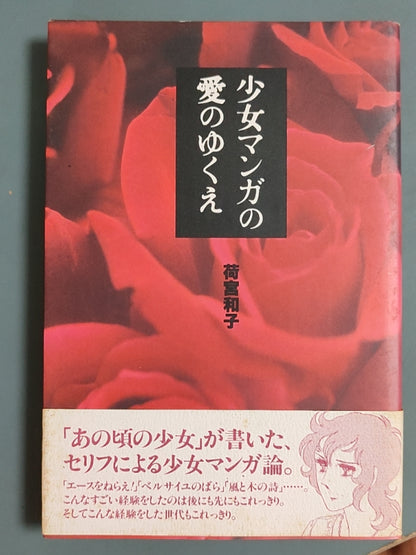 少女マンガの
愛のゆくえ
荷宮和子
「あの頃の少女」が書いた、
セリフによる少女マンガ論。
「エースをねらえ!」「ベルサイユのばら」「風と木の詩」……。
こんなすごい経験をしたのは後にも先にもこれっきり。
そしてこんな経験をした世代もこれっきり。